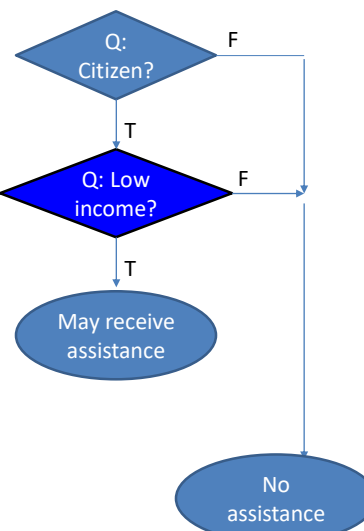 Q:
Citizen?
F
T
Q: Low
income?
F
T
May receive
assistance
No
assistance